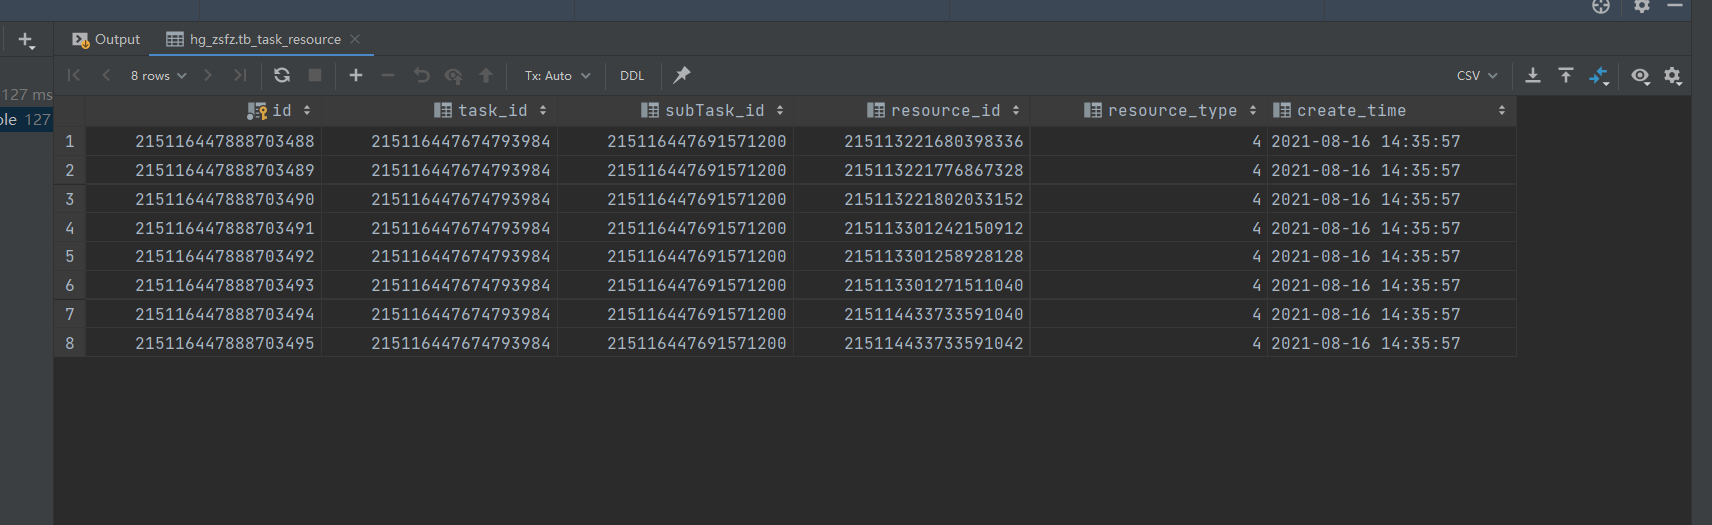 Output hg_zsfz.tb_task_resource
8 rows Tx: Auto DDL CSV
127 ms
ble 127
id task_id subTask_id resource_id resource_type create_time
1 215116447888703488 215116447674793984 215116447691571200 215113221680398336 4 2021-08-16 14:35:57
2 215116447888703489 215116447674793984 215116447691571200 215113221776867328 4 2021-08-16 14:35:57
3 215116447888703490 215116447674793984 215116447691571200 215113221802033152 4 2021-08-16 14:35:57
4 215116447888703491 215116447674793984 215116447691571200 215113301242150912 4 2021-08-16 14:35:57
5 215116447888703492 215116447674793984 215116447691571200 215113301258928128 4 2021-08-16 14:35:57
6 215116447888703493 215116447674793984 215116447691571200 215113301271511040 4 2021-08-16 14:35:57
7 215116447888703494 215116447674793984 215116447691571200 215114433733591040 4 2021-08-16 14:35:57
8 215116447888703495 215116447674793984 215116447691571200 215114433733591042 4 2021-08-16 14:35:57